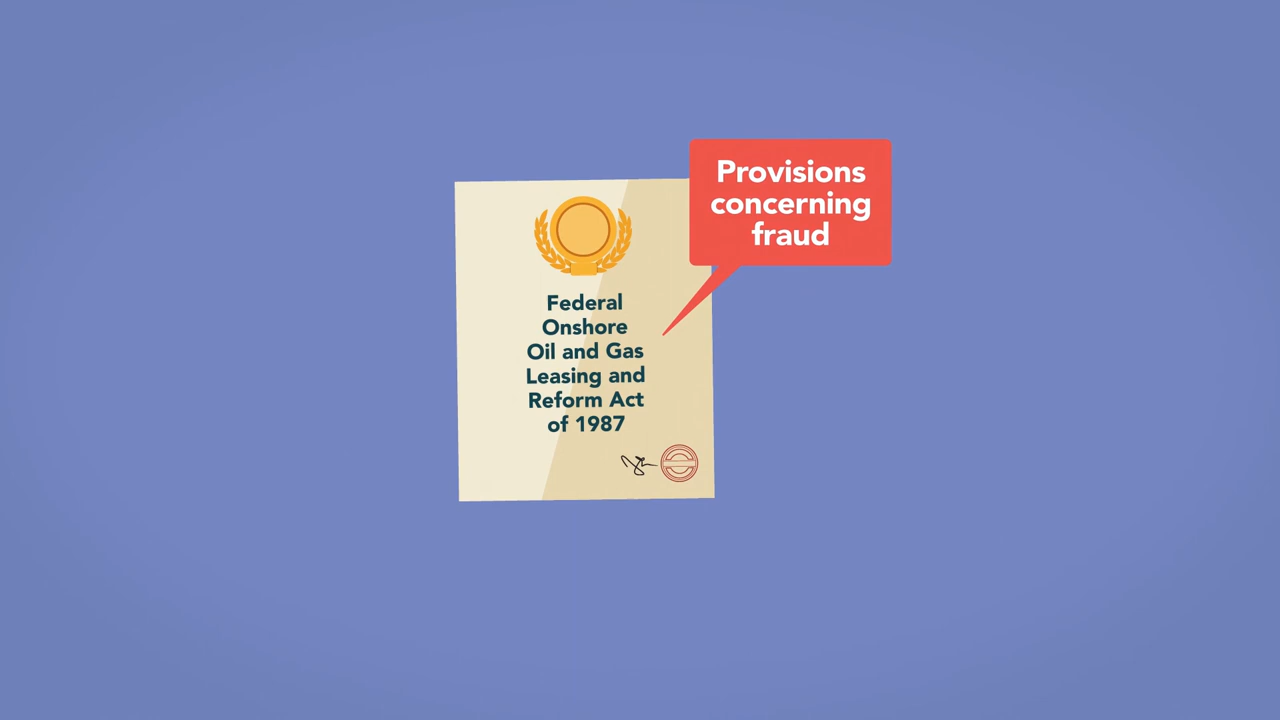 Provisions
concerning
fraud
Federal
Onshore
Oil and Gas
Leasing and
Reform Act
of 1987